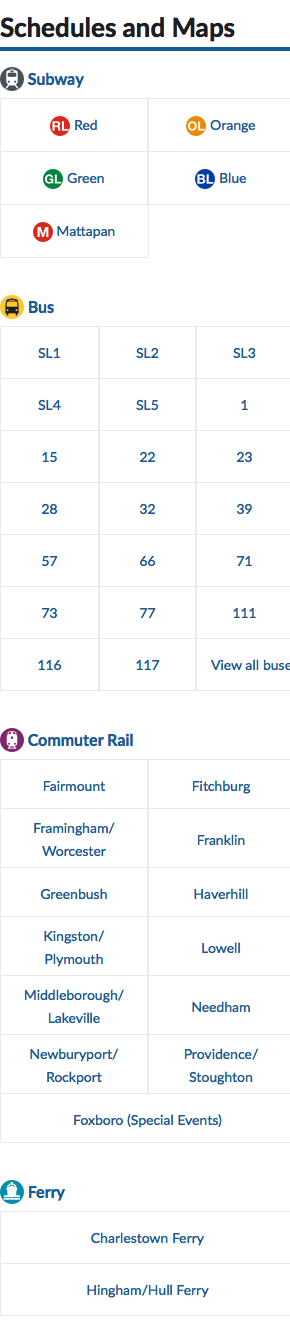 Schedules and Maps
Subway
RL Red
OL Orange
GL Green
BL Blue
M Mattapan
Bus
SL1
SL2
SL3
SL4
SL5
1
15
22
23
28
32
39
57
66
71
73
77
111
116
117
View all buse
Commuter Rail
Fairmount
Fitchburg
Framingham/
Worcester
Franklin
Greenbush
Haverhill
Kingston/
Plymouth
Lowell
Middleborough/
Lakeville
Needham
Newburyport/
Rockport
Providence/
Stoughton
Foxboro (Special Events)
Ferry
Charlestown Ferry
Hingham/Hull Ferry